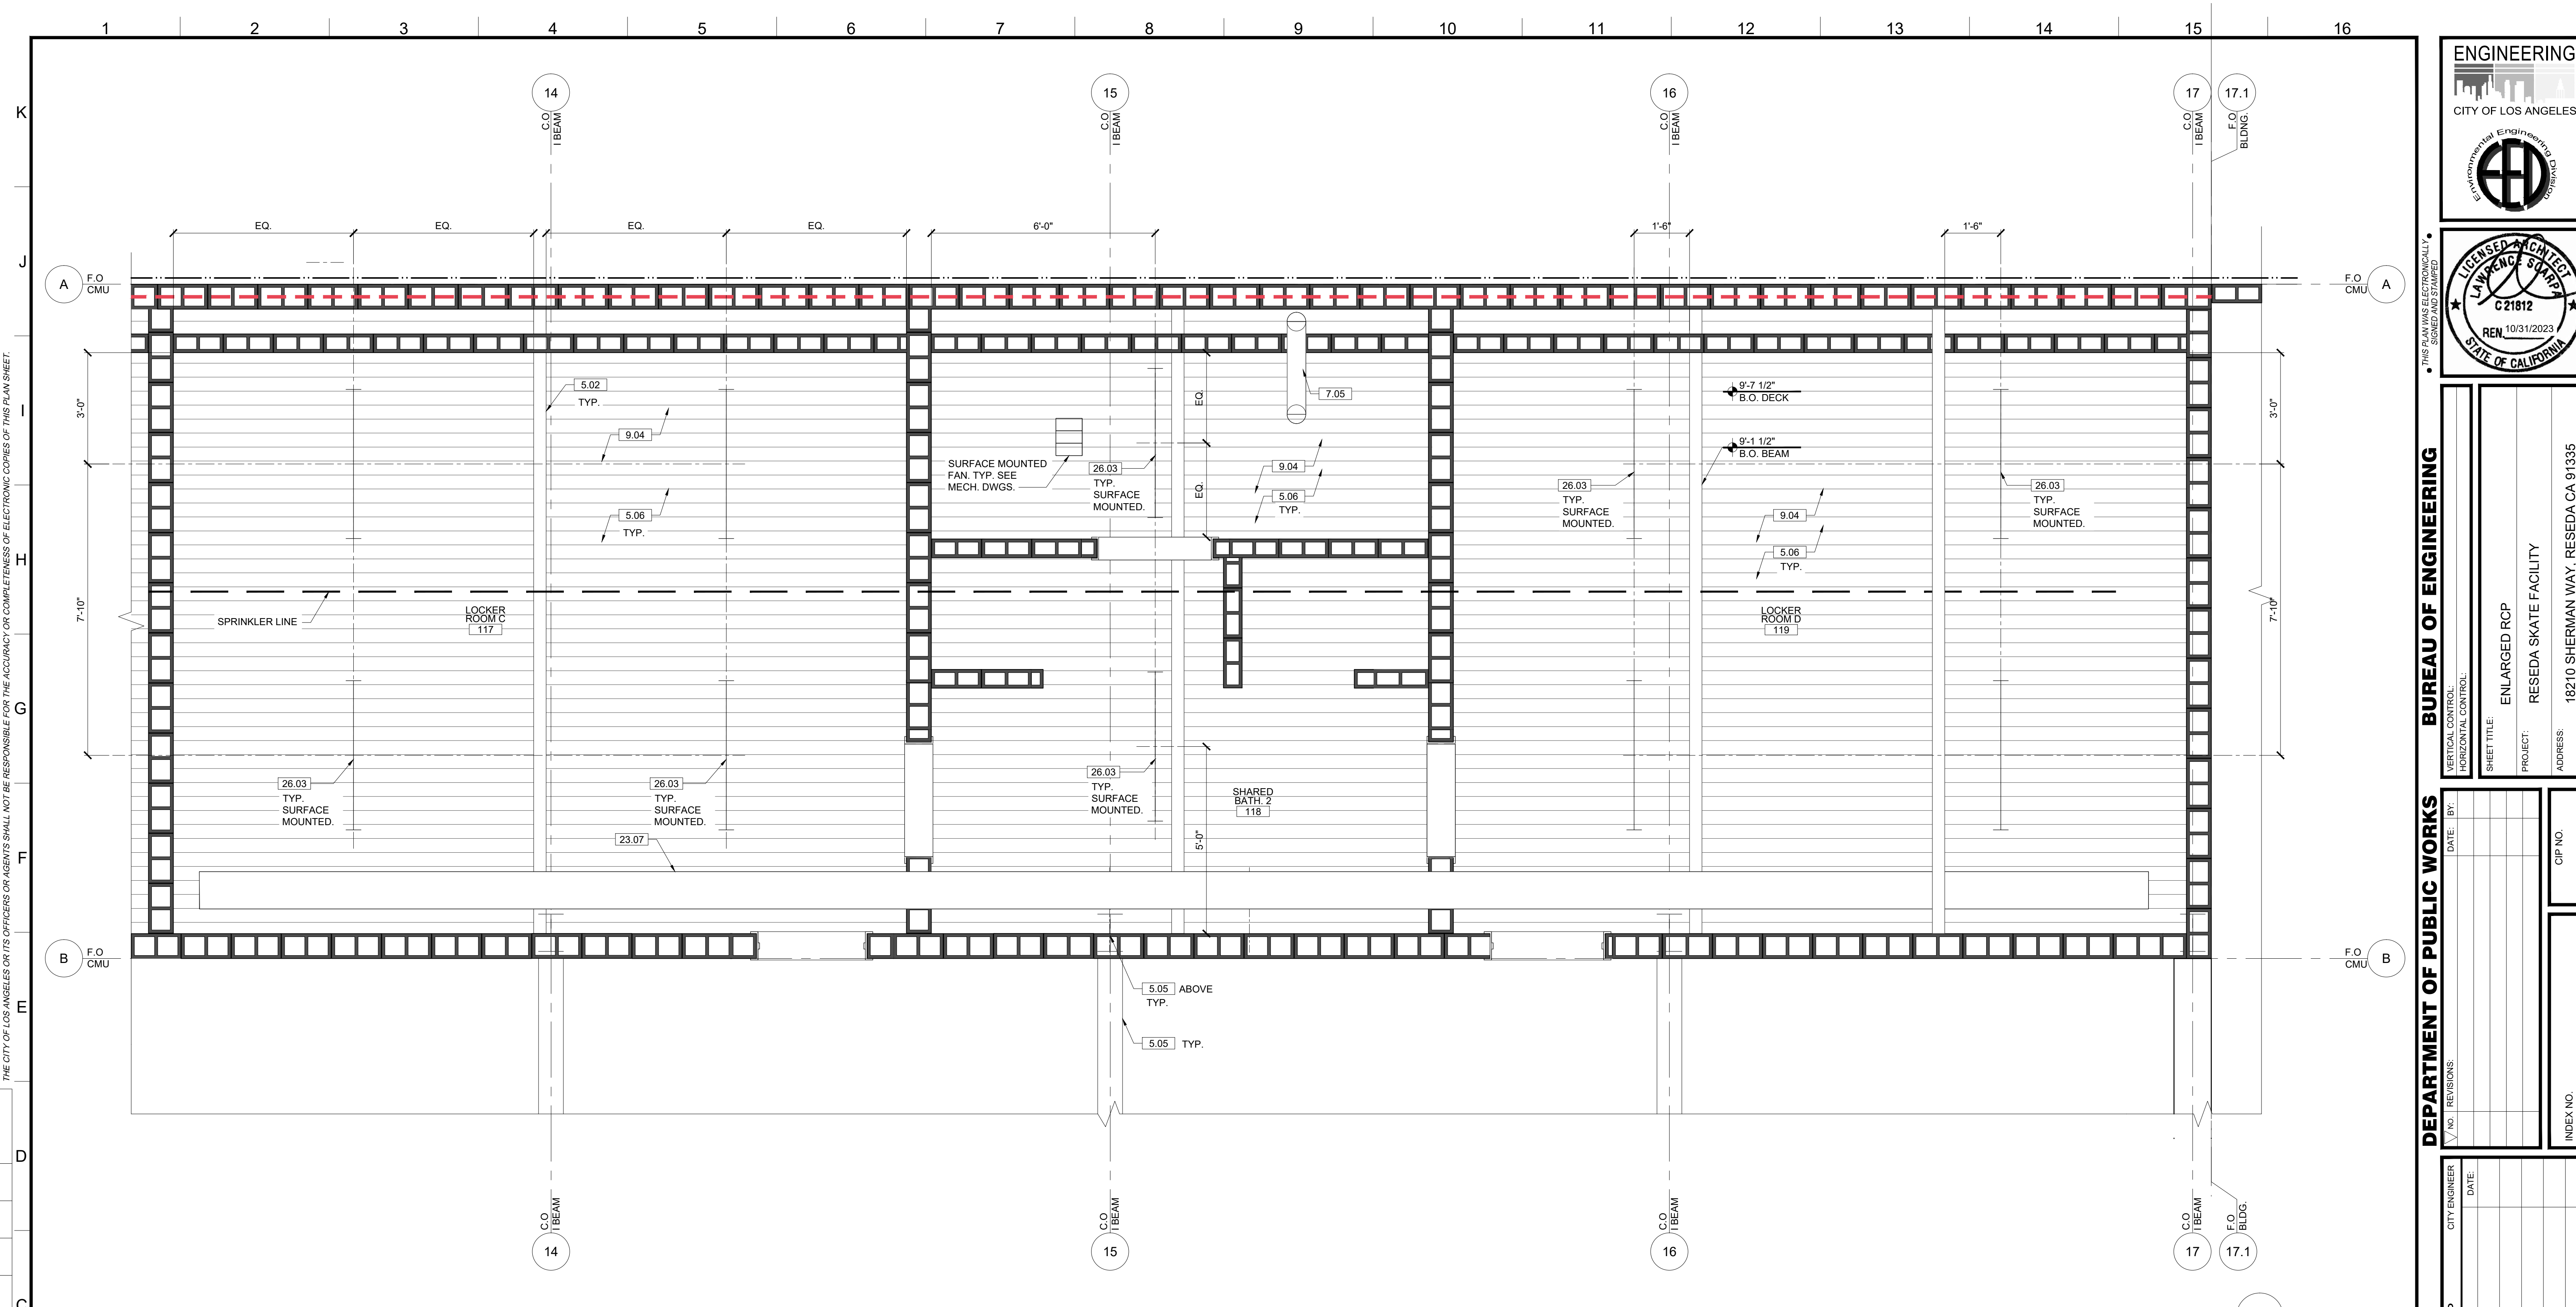 1 2 3 4 5 6 7 8 9 10 11 12 13 14 15 16
K
J
I
H
G
F
E
D
C
14
15
16
17
17.1
C.O
I BEAM
C.O
I BEAM
C.O
I BEAM
C.O
I BEAM
F.O
BLDNG.
EQ.
EQ.
EQ.
EQ.
6'-0"
1'-6"
1'-6"
A
F.O
CMU
F.O
CMU
A
3'-0"
7'-10"
5.02
TYP.
9.04
5.06
TYP.
SPRINKLER LINE
LOCKER
ROOM C
117
26.03
TYP.
SURFACE
MOUNTED.
26.03
TYP.
SURFACE
MOUNTED.
23.07
SURFACE MOUNTED
FAN. TYP. SEE
MECH. DWGS.
26.03
TYP.
SURFACE
MOUNTED.
EQ.
EQ.
7.05
9.04
5.06
TYP.
26.03
TYP.
SURFACE
MOUNTED.
SHARED
BATH. 2
118
5'-0"
9'-7 1/2"
B.O. DECK
9'-1 1/2"
B.O. BEAM
26.03
TYP.
SURFACE
MOUNTED.
9.04
5.06
TYP.
26.03
TYP.
SURFACE
MOUNTED.
LOCKER
ROOM D
119
3'-0"
7'-10"
B
F.O
CMU
F.O
CMU
B
5.05 ABOVE
TYP.
5.05 TYP.
C.O
I BEAM
C.O
I BEAM
C.O
I BEAM
C.O
I BEAM
F.O
BLDG.
14
15
16
17
17.1
THE CITY OF LOS ANGELES OR ITS OFFICERS OR AGENTS SHALL NOT BE RESPONSIBLE FOR THE ACCURACY OR COMPLETENESS OF ELECTRONIC COPIES OF THIS PLAN SHEET.
ENGINEERING
CITY OF LOS ANGELES
Environmental Engineering Division
THIS PLAN WAS ELECTRONICALLY
SIGNED AND STAMPED
LICENSED ARCHITECT
LAWRENCE SCARPA
C 21812
REN. 10/31/2023
STATE OF CALIFORNIA
BUREAU OF ENGINEERING
DEPARTMENT OF PUBLIC WORKS
VERTICAL CONTROL:
HORIZONTAL CONTROL:
SHEET TITLE:
ENLARGED RCP
PROJECT:
RESEDA SKATE FACILITY
ADDRESS:
18210 SHERMAN WAY, RESEDA CA 91335
NO. REVISIONS: DATE: BY:
CIP NO.
INDEX NO.
CITY ENGINEER
DATE: